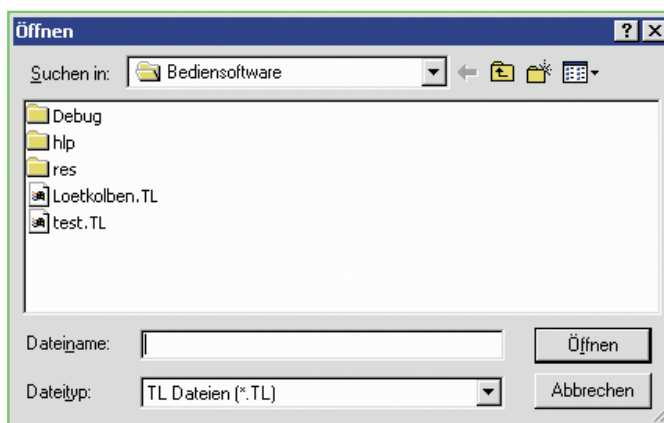 Öffnen
Suchen in: Bediensoftware
Debug
hlp
res
Loetkolben.TL
test.TL
Dateiname: Öffnen
Dateityp: TL Dateien (*.TL) Abbrechen